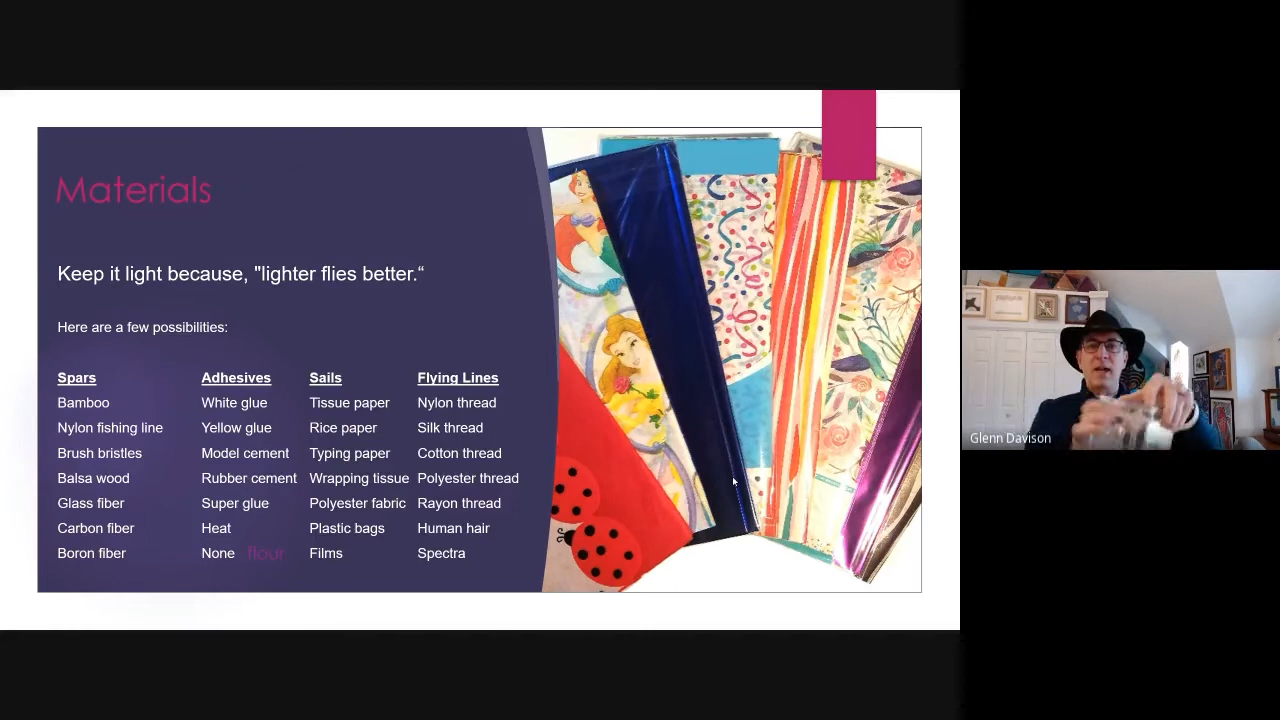 Materials
Keep it light because, "lighter flies better.“
Here are a few possibilities:
Spars Adhesives Sails Flying Lines
Bamboo White glue Tissue paper Nylon thread
Nylon fishing line Yellow glue Rice paper Silk thread
Brush bristles Model cement Typing paper Cotton thread
Balsa wood Rubber cement Wrapping tissue Polyester thread
Glass fiber Super glue Polyester fabric Rayon thread
Carbon fiber Heat Plastic bags Human hair
Boron fiber None flour Films Spectra
Glenn Davison